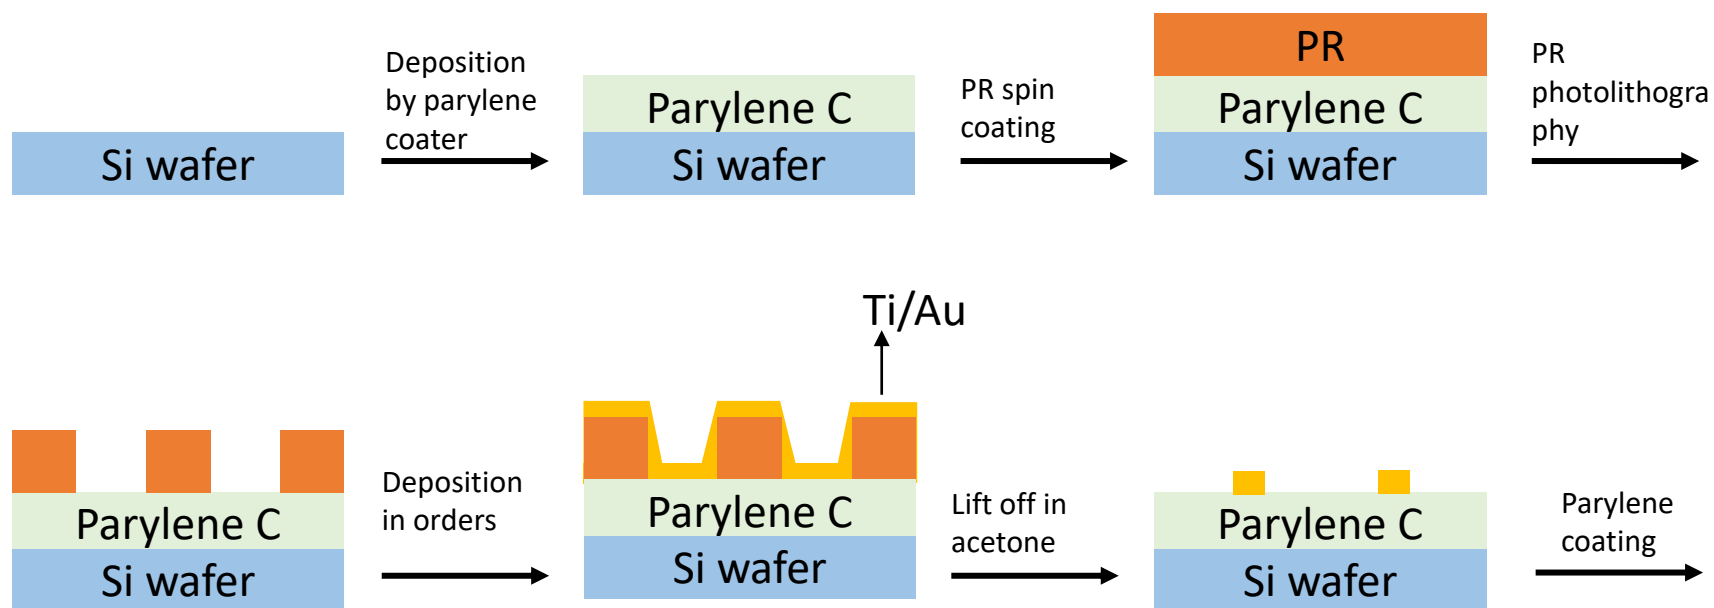 Si wafer
Deposition
by parylene
coater
Parylene C
Si wafer
PR spin
coating
PR
Parylene C
Si wafer
PR
photolithogra
phy
Parylene C
Si wafer
Deposition
in orders
Ti/Au
Parylene C
Si wafer
Lift off in
acetone
Parylene C
Si wafer
Parylene
coating